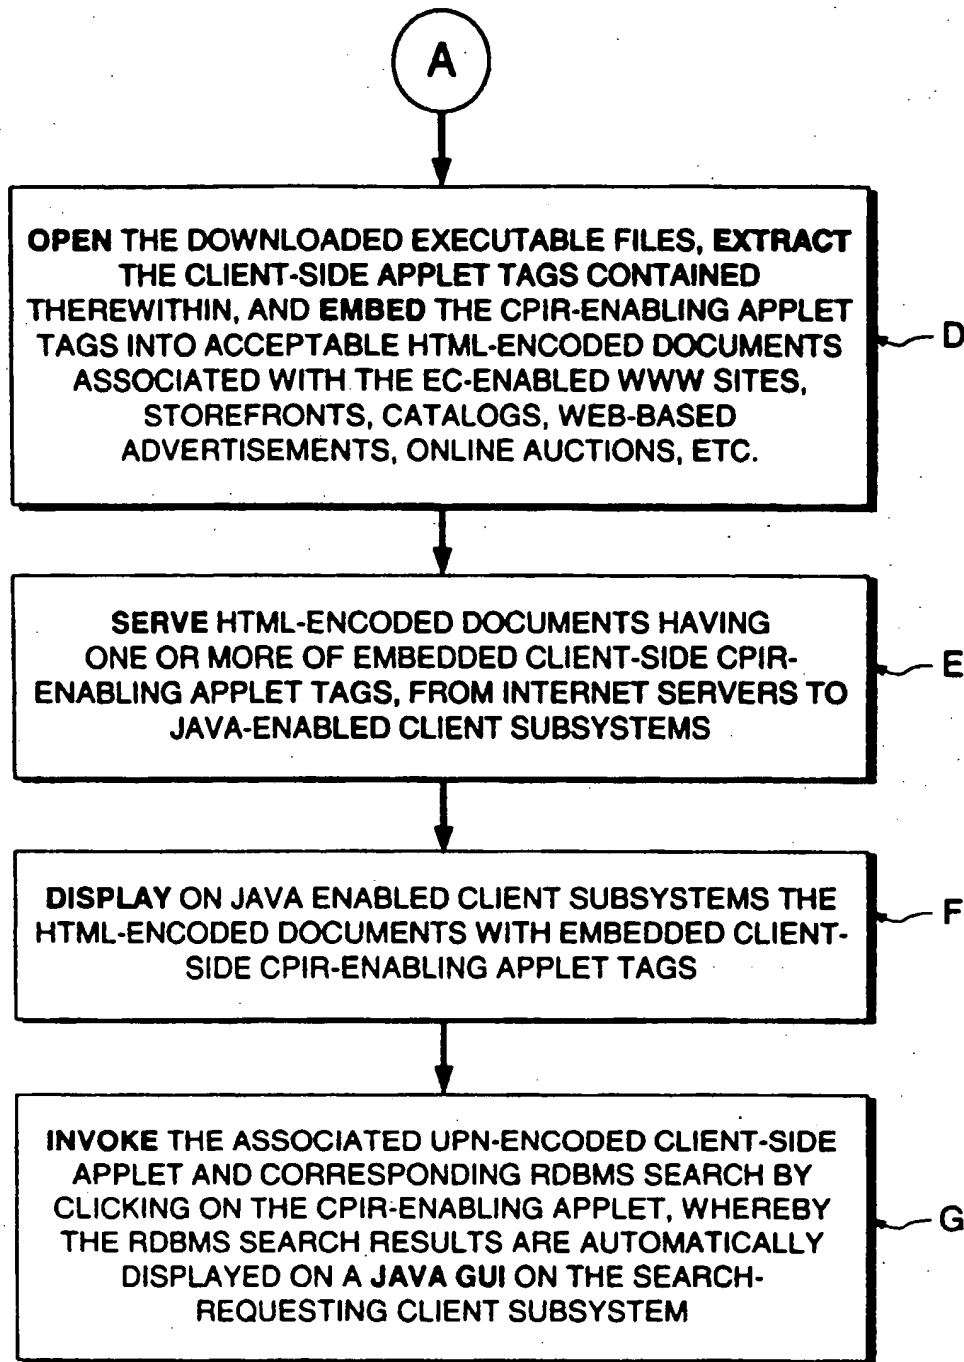 A
OPEN THE DOWNLOADED EXECUTABLE FILES, EXTRACT
THE CLIENT-SIDE APPLET TAGS CONTAINED
THEREWITHIN, AND EMBED THE CPIR-ENABLING APPLET
TAGS INTO ACCEPTABLE HTML-ENCODED DOCUMENTS
ASSOCIATED WITH THE EC-ENABLED WWW SITES,
STOREFRONTS, CATALOGS, WEB-BASED
ADVERTISEMENTS, ONLINE AUCTIONS, ETC.
D
SERVE HTML-ENCODED DOCUMENTS HAVING
ONE OR MORE OF EMBEDDED CLIENT-SIDE CPIR-
ENABLING APPLET TAGS, FROM INTERNET SERVERS TO
JAVA-ENABLED CLIENT SUBSYSTEMS
E
DISPLAY ON JAVA ENABLED CLIENT SUBSYSTEMS THE
HTML-ENCODED DOCUMENTS WITH EMBEDDED CLIENT-
SIDE CPIR-ENABLING APPLET TAGS
F
INVOKE THE ASSOCIATED UPN-ENCODED CLIENT-SIDE
APPLET AND CORRESPONDING RDBMS SEARCH BY
CLICKING ON THE CPIR-ENABLING APPLET, WHEREBY
THE RDBMS SEARCH RESULTS ARE AUTOMATICALLY
DISPLAYED ON A JAVA GUI ON THE SEARCH-
REQUESTING CLIENT SUBSYSTEM
G